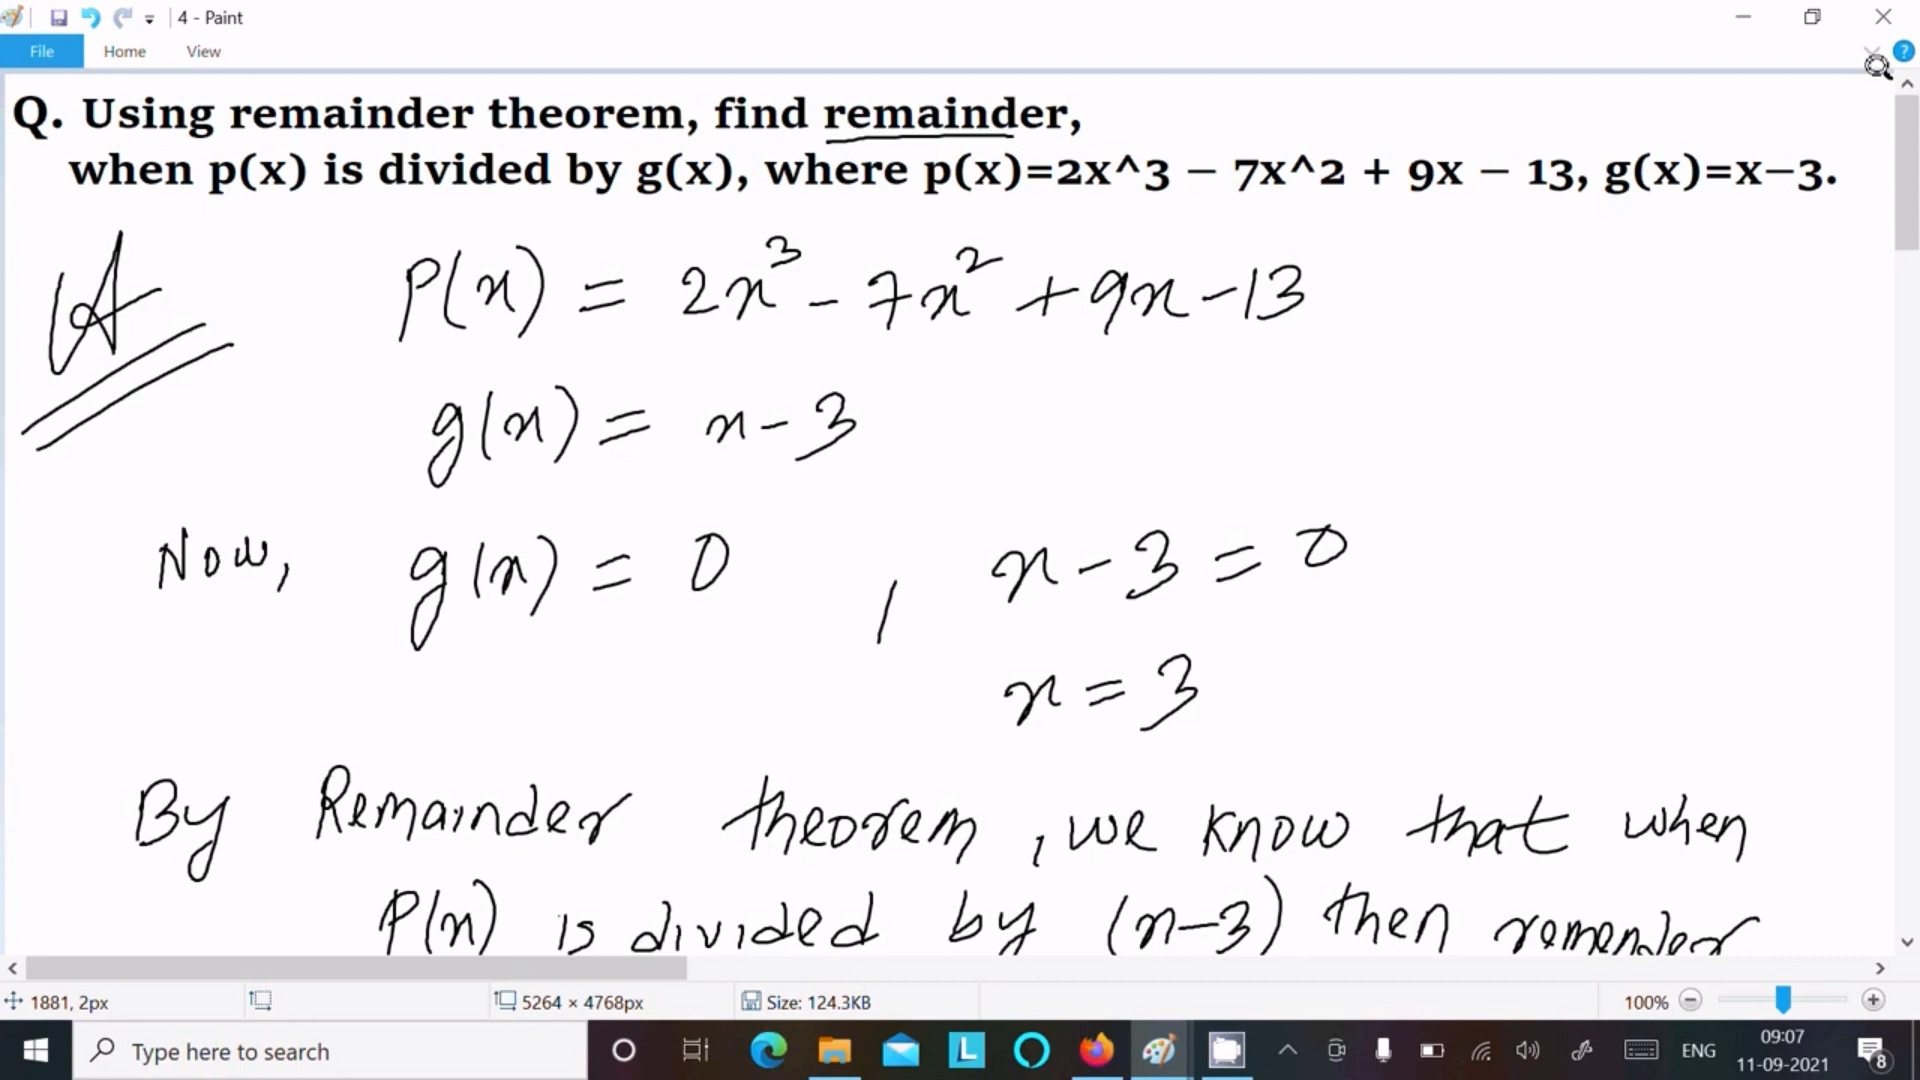 4 - Paint
File Home View
Q. Using remainder theorem, find remainder,
when p(x) is divided by g(x), where p(x)=2x^3 – 7x^2 + 9x – 13, g(x)=x–3.
A
P(x) = 2x³ - 7x² + 9x - 13
g(x) = x - 3
Now, g(x) = 0 , x - 3 = 0
x = 3
By Remainder theorem, we know that when
P(x) is divided by (x-3) then remender
1881, 2px 5264 × 4768px Size: 124.3KB 100%
Type here to search L ENG 09:07
11-09-2021 8